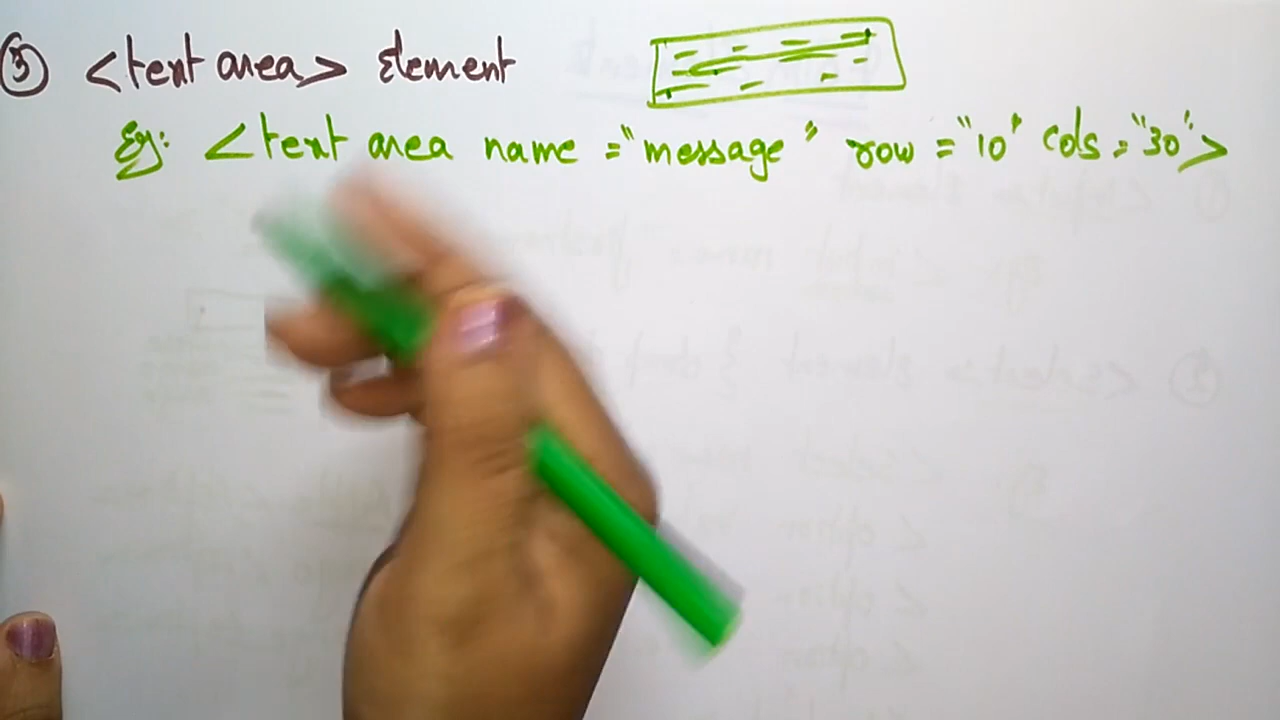 ③ <text area> Element
Eg: <text area name = "message" row = "10" cols = "30">